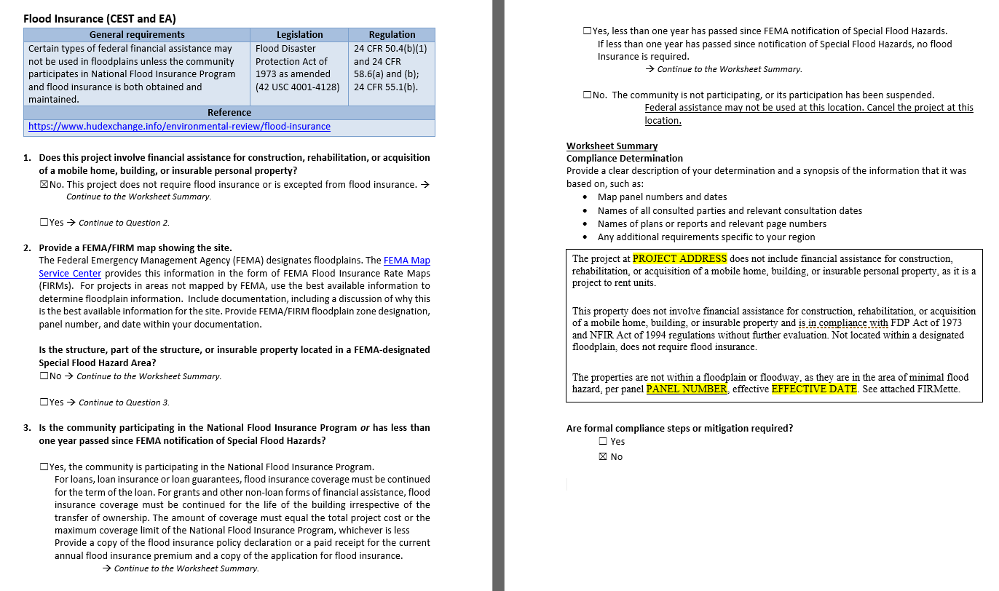 Flood Insurance (CEST and EA)
General requirements
Legislation
Regulation
Certain types of federal financial assistance may
not be used in floodplains unless the community
participates in National Flood Insurance Program
and flood insurance is both obtained and
maintained.
Flood Disaster
Protection Act of
1973 as amended
(42 USC 4001-4128)
24 CFR 50.4(b)(1)
and 24 CFR
58.6(a) and (b);
24 CFR 55.1(b).
Reference
https://www.hudexchange.info/environmental-review/flood-insurance
1. Does this project involve financial assistance for construction, rehabilitation, or acquisition
of a mobile home, building, or insurable personal property?
☒No. This project does not require flood insurance or is excepted from flood insurance. →
Continue to the Worksheet Summary.
☐Yes → Continue to Question 2.
2. Provide a FEMA/FIRM map showing the site.
The Federal Emergency Management Agency (FEMA) designates floodplains. The FEMA Map
Service Center provides this information in the form of FEMA Flood Insurance Rate Maps
(FIRMs). For projects in areas not mapped by FEMA, use the best available information to
determine floodplain information. Include documentation, including a discussion of why this
is the best available information for the site. Provide FEMA/FIRM floodplain zone designation,
panel number, and date within your documentation.
Is the structure, part of the structure, or insurable property located in a FEMA-designated
Special Flood Hazard Area?
☐No → Continue to the Worksheet Summary.
☐Yes → Continue to Question 3.
3. Is the community participating in the National Flood Insurance Program or has less than
one year passed since FEMA notification of Special Flood Hazards?
☐Yes, the community is participating in the National Flood Insurance Program.
For loans, loan insurance or loan guarantees, flood insurance coverage must be continued
for the term of the loan. For grants and other non-loan forms of financial assistance, flood
insurance coverage must be continued for the life of the building irrespective of the
transfer of ownership. The amount of coverage must equal the total project cost or the
maximum coverage limit of the National Flood Insurance Program, whichever is less
Provide a copy of the flood insurance policy declaration or a paid receipt for the current
annual flood insurance premium and a copy of the application for flood insurance.
→ Continue to the Worksheet Summary.
☐Yes, less than one year has passed since FEMA notification of Special Flood Hazards.
If less than one year has passed since notification of Special Flood Hazards, no flood
Insurance is required.
→ Continue to the Worksheet Summary.
☐No. The community is not participating, or its participation has been suspended.
Federal assistance may not be used at this location. Cancel the project at this
location.
Worksheet Summary
Compliance Determination
Provide a clear description of your determination and a synopsis of the information that it was
based on, such as:
• Map panel numbers and dates
• Names of all consulted parties and relevant consultation dates
• Names of plans or reports and relevant page numbers
• Any additional requirements specific to your region
The project at PROJECT ADDRESS does not include financial assistance for construction,
rehabilitation, or acquisition of a mobile home, building, or insurable personal property, as it is a
project to rent units.
This property does not involve financial assistance for construction, rehabilitation, or acquisition
of a mobile home, building, or insurable property and is in compliance with FDP Act of 1973
and NFIR Act of 1994 regulations without further evaluation. Not located within a designated
floodplain, does not require flood insurance.
The properties are not within a floodplain or floodway, as they are in the area of minimal flood
hazard, per panel PANEL NUMBER, effective EFFECTIVE DATE. See attached FIRMette.
Are formal compliance steps or mitigation required?
☐ Yes
☒ No